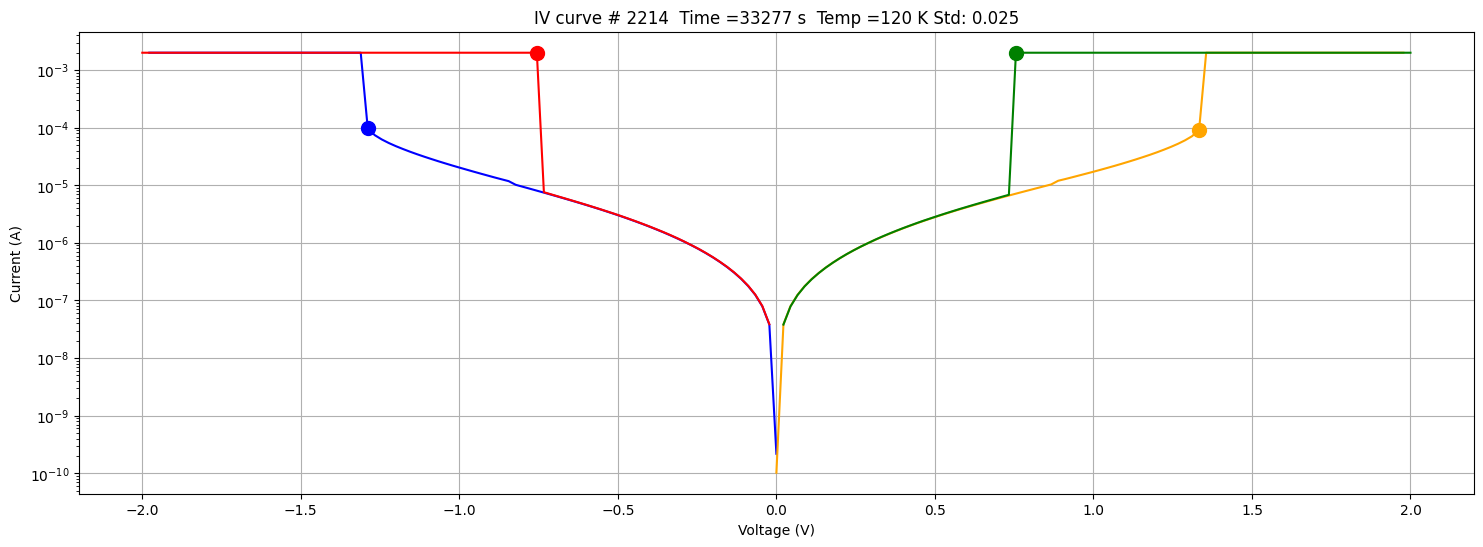 IV curve # 2214  Time =33277 s  Temp =120 K Std: 0.025
Current (A)
10⁻³
10⁻⁴
10⁻⁵
10⁻⁶
10⁻⁷
10⁻⁸
10⁻⁹
10⁻¹⁰
−2.0 −1.5 −1.0 −0.5 0.0 0.5 1.0 1.5 2.0
Voltage (V)